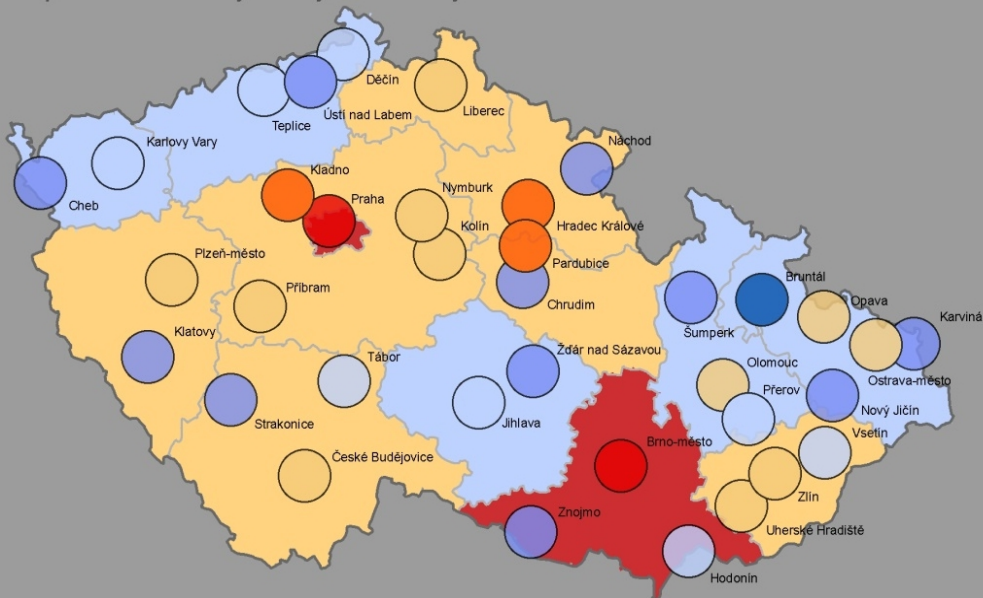 Děčín
Liberec
Ústí nad Labem
Teplice
Karlovy Vary
Náchod
Kladno
Nymburk
Praha
Cheb
Kolín
Hradec Králové
Plzeň-město
Pardubice
Bruntál
Příbram
Opava
Chrudim
Karviná
Klatovy
Šumperk
Žďár nad Sázavou
Tábor
Olomouc
Ostrava-město
Přerov
Nový Jičín
Strakonice
Jihlava
Vsetín
Brno-město
České Budějovice
Zlín
Znojmo
Uherské Hradiště
Hodonín